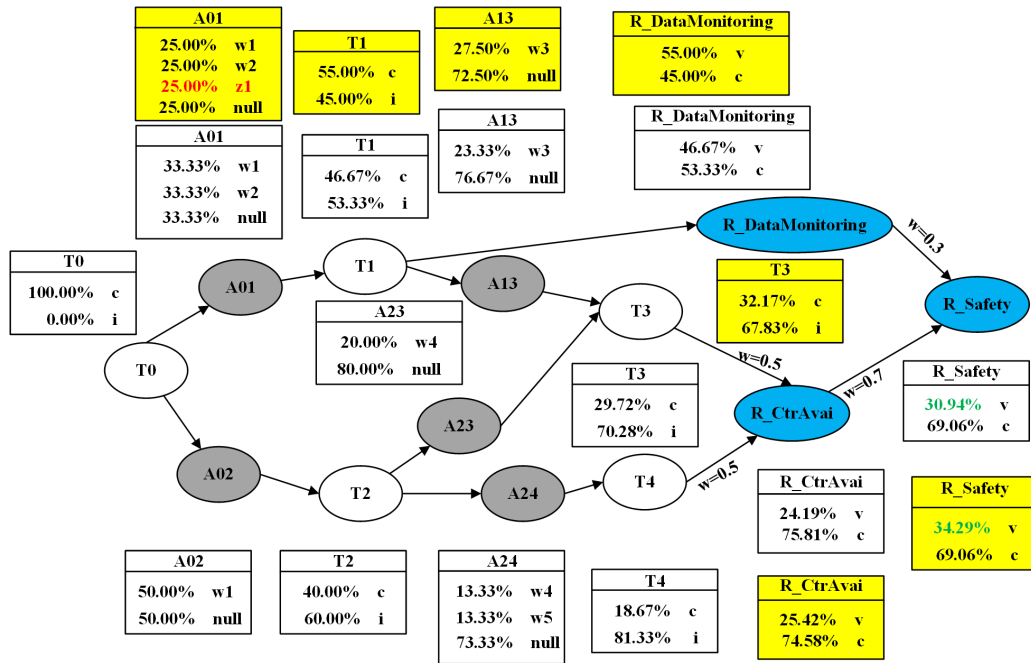 A01
25.00% w1
25.00% w2
25.00% z1
25.00% null
T1
55.00% c
45.00% i
A13
27.50% w3
72.50% null
R_DataMonitoring
55.00% v
45.00% c
A01
33.33% w1
33.33% w2
33.33% null
T1
46.67% c
53.33% i
A13
23.33% w3
76.67% null
R_DataMonitoring
46.67% v
53.33% c
T0
100.00% c
0.00% i
A01
T1
A13
R_DataMonitoring
w=0.3
R_Safety
A23
20.00% w4
80.00% null
T3
T3
32.17% c
67.83% i
T0
w=0.5
w=0.7
T3
29.72% c
70.28% i
R_Safety
30.94% v
69.06% c
A23
R_CtrAvai
A02
T2
A24
T4
w=0.5
R_CtrAvai
24.19% v
75.81% c
R_Safety
34.29% v
69.06% c
A02
50.00% w1
50.00% null
T2
40.00% c
60.00% i
A24
13.33% w4
13.33% w5
73.33% null
T4
18.67% c
81.33% i
R_CtrAvai
25.42% v
74.58% c